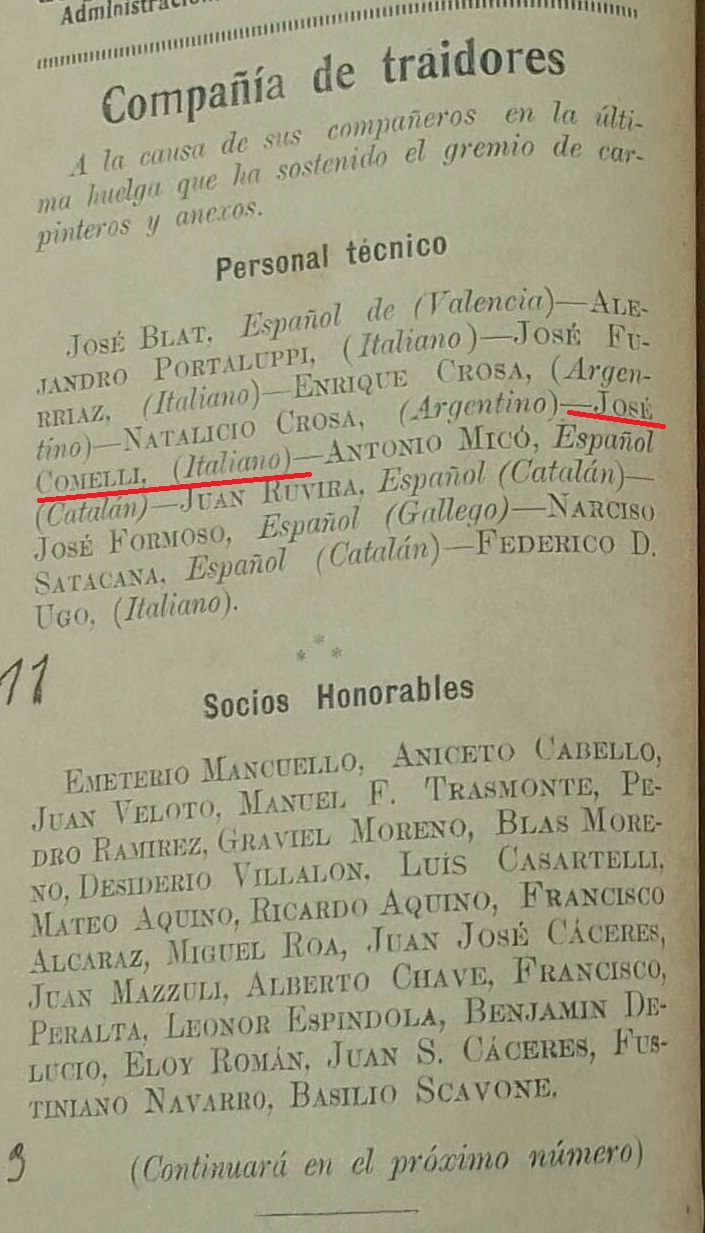 Administració
Compañía de traidores
A la causa de sus compañeros en la últi-
ma huelga que ha sostenido el gremio de car-
pinteros y anexos.
Personal técnico
JOSÉ BLAT, Español de (Valencia)—ALE-
JANDRO PORTALUPPI, (Italiano)—JOSÉ FU-
RRIAZ, (Italiano)—ENRIQUE CROSA, (Argen-
tino)—NATALICIO CROSA, (Argentino)—JOSÉ
COMELLI, (Italiano)—ANTONIO MICÓ, Español
(Catalán)—JUAN RUVIRA, Español (Catalán)—
JOSÉ FORMOSO, Español (Gallego)—NARCISO
SATACANA, Español (Catalán)—FEDERICO D.
UGO, (Italiano).
* * *
11
Socios Honorables
EMETERIO MANCUELLO, ANICETO CABELLO,
JUAN VELOTO, MANUEL F. TRASMONTE, PE-
DRO RAMIREZ, GRAVIEL MORENO, BLAS MORE-
NO, DESIDERIO VILLALON, LUÍS CASARTELLI,
MATEO AQUINO, RICARDO AQUINO, FRANCISCO
ALCARAZ, MIGUEL ROA, JUAN JOSÉ CÁCERES,
JUAN MAZZULI, ALBERTO CHAVE, FRANCISCO,
PERALTA, LEONOR ESPINDOLA, BENJAMIN DE-
LUCIO, ELOY ROMÁN, JUAN S. CÁCERES, FUS-
TINIANO NAVARRO, BASILIO SCAVONE.
9
(Continuará en el próximo número)